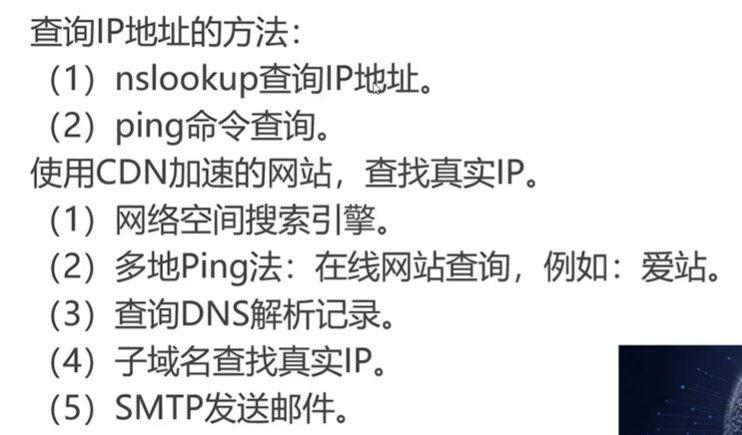 查询IP地址的方法：
（1）nslookup查询IP地址。
（2）ping命令查询。
使用CDN加速的网站，查找真实IP。
（1）网络空间搜索引擎。
（2）多地Ping法：在线网站查询，例如：爱站。
（3）查询DNS解析记录。
（4）子域名查找真实IP。
（5）SMTP发送邮件。